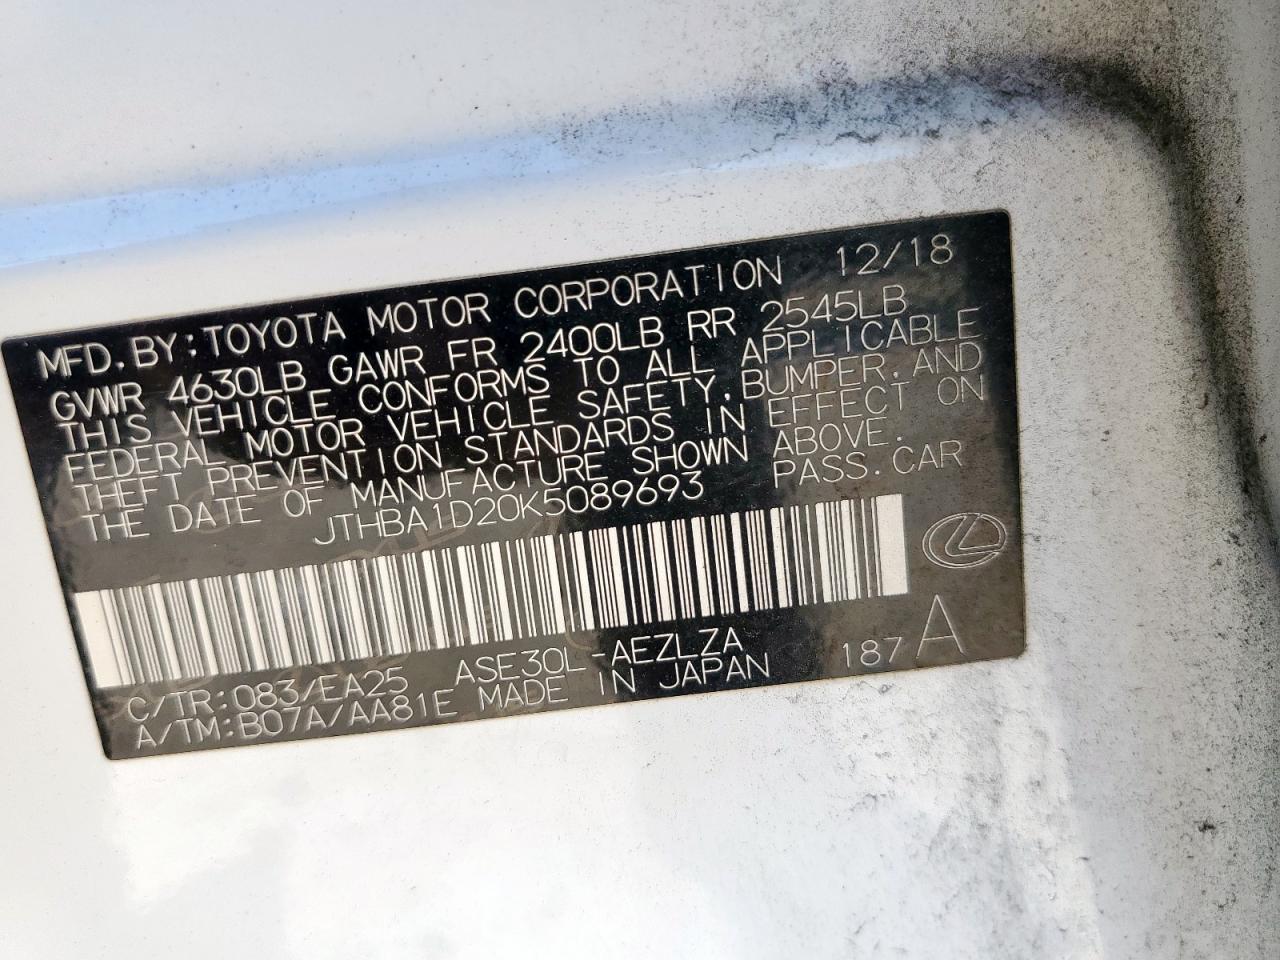 MFD.BY:TOYOTA MOTOR CORPORATION 12/18
GVWR 4630LB GAWR FR 2400LB RR 2545LB
THIS VEHICLE CONFORMS TO ALL APPLICABLE
FEDERAL MOTOR VEHICLE SAFETY,BUMPER,AND
THEFT PREVENTION STANDARDS IN EFFECT ON
THE DATE OF MANUFACTURE SHOWN ABOVE.
JTHBA1D20K5089693 PASS.CAR
C/TR:083/EA25 ASE30L-AEZLZA 187 A
A/TM:B07A/AA81E MADE IN JAPAN